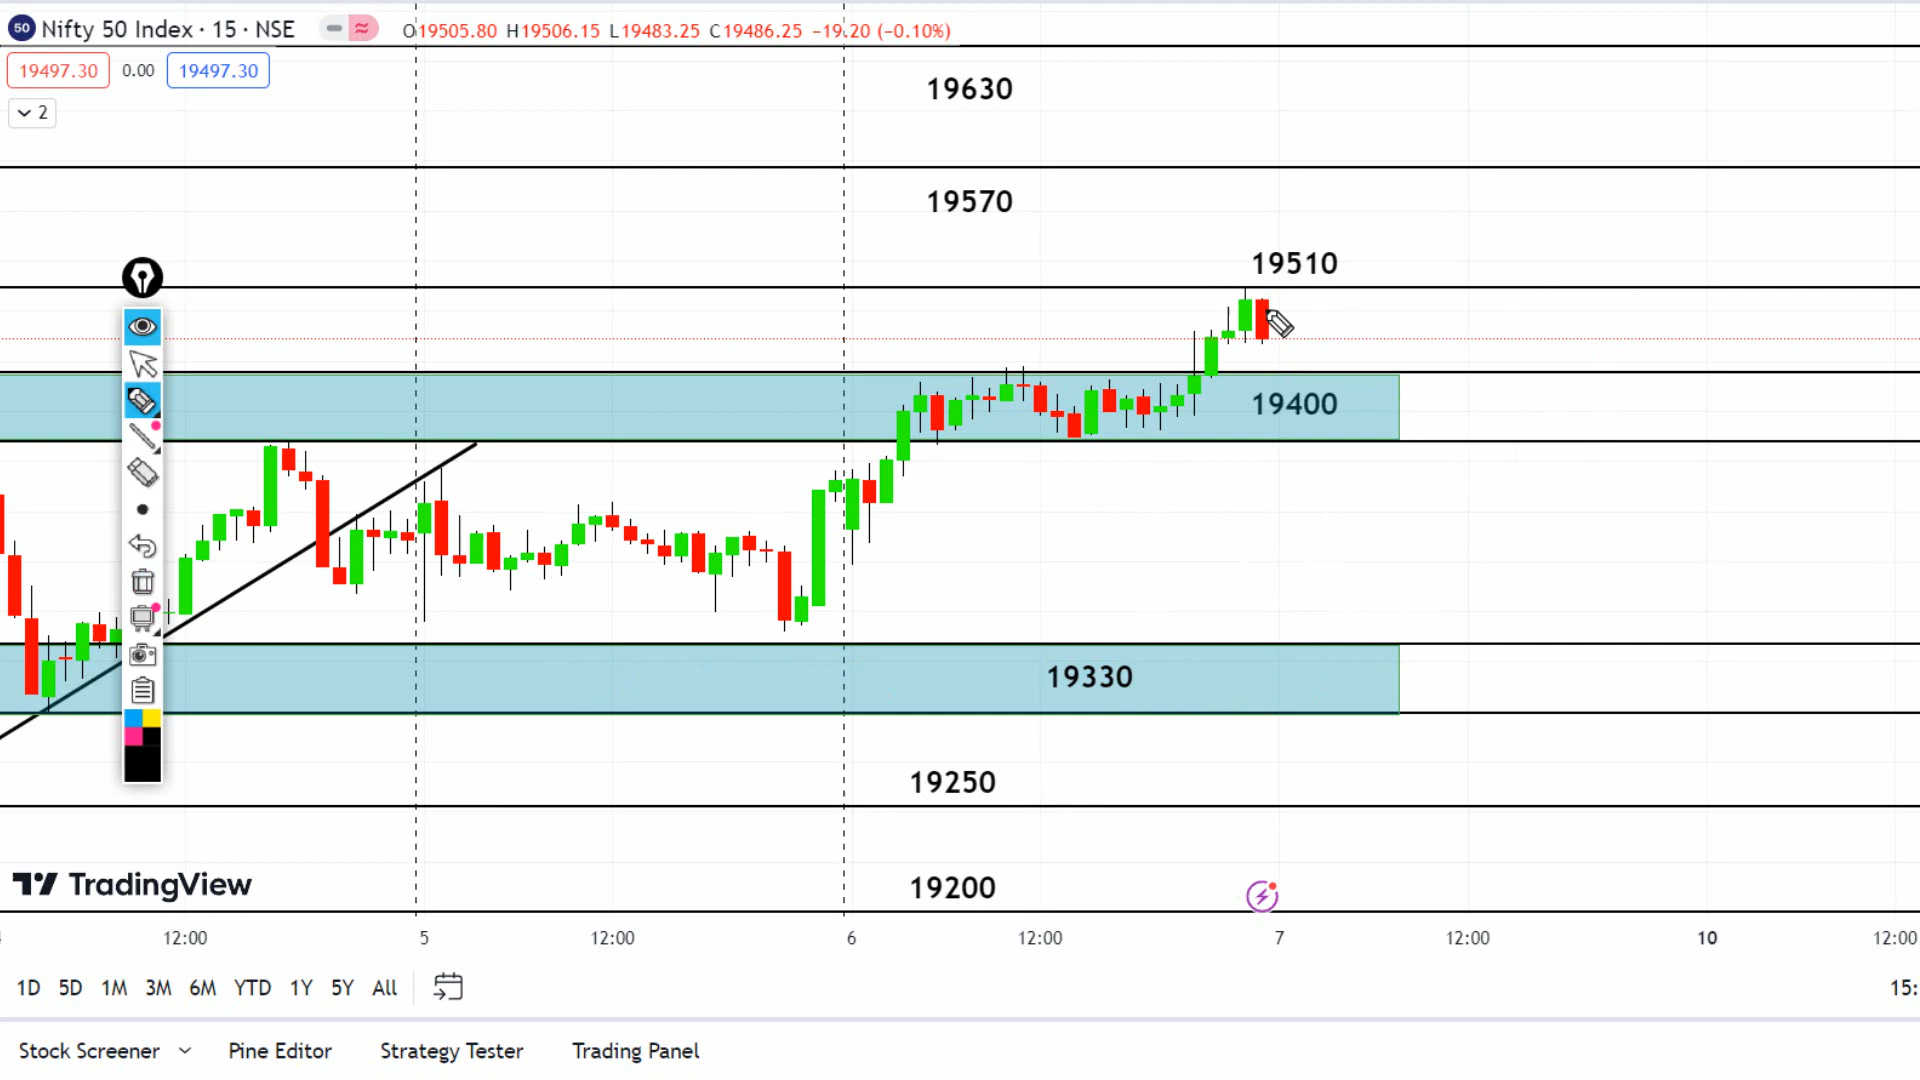 50 Nifty 50 Index · 15 · NSE O19505.80 H19506.15 L19483.25 C19486.25 −19.20 (−0.10%)
19497.30 0.00 19497.30
2
19630
19570
19510
19400
19330
19250
19200
TradingView
12:00 5 12:00 6 12:00 7 12:00 10 12:00
1D 5D 1M 3M 6M YTD 1Y 5Y All 15:
Stock Screener Pine Editor Strategy Tester Trading Panel